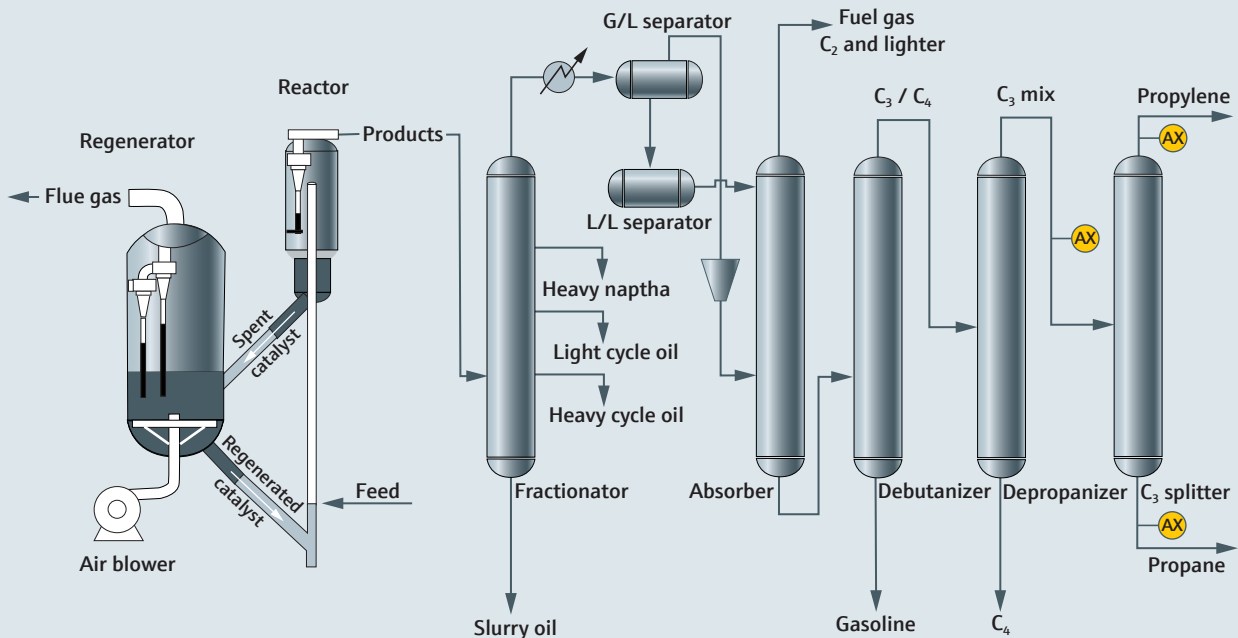 G/L separator
Fuel gas
C₂ and lighter
Reactor
C₃ / C₄
C₃ mix
Propylene
AX
Products
Regenerator
Flue gas
L/L separator
AX
Heavy naptha
Spent
catalyst
Light cycle oil
Heavy cycle oil
Regenerated
catalyst
Feed
Fractionator
Absorber
Debutanizer
Depropanizer
C₃ splitter
AX
Air blower
Propane
Slurry oil
Gasoline
C₄